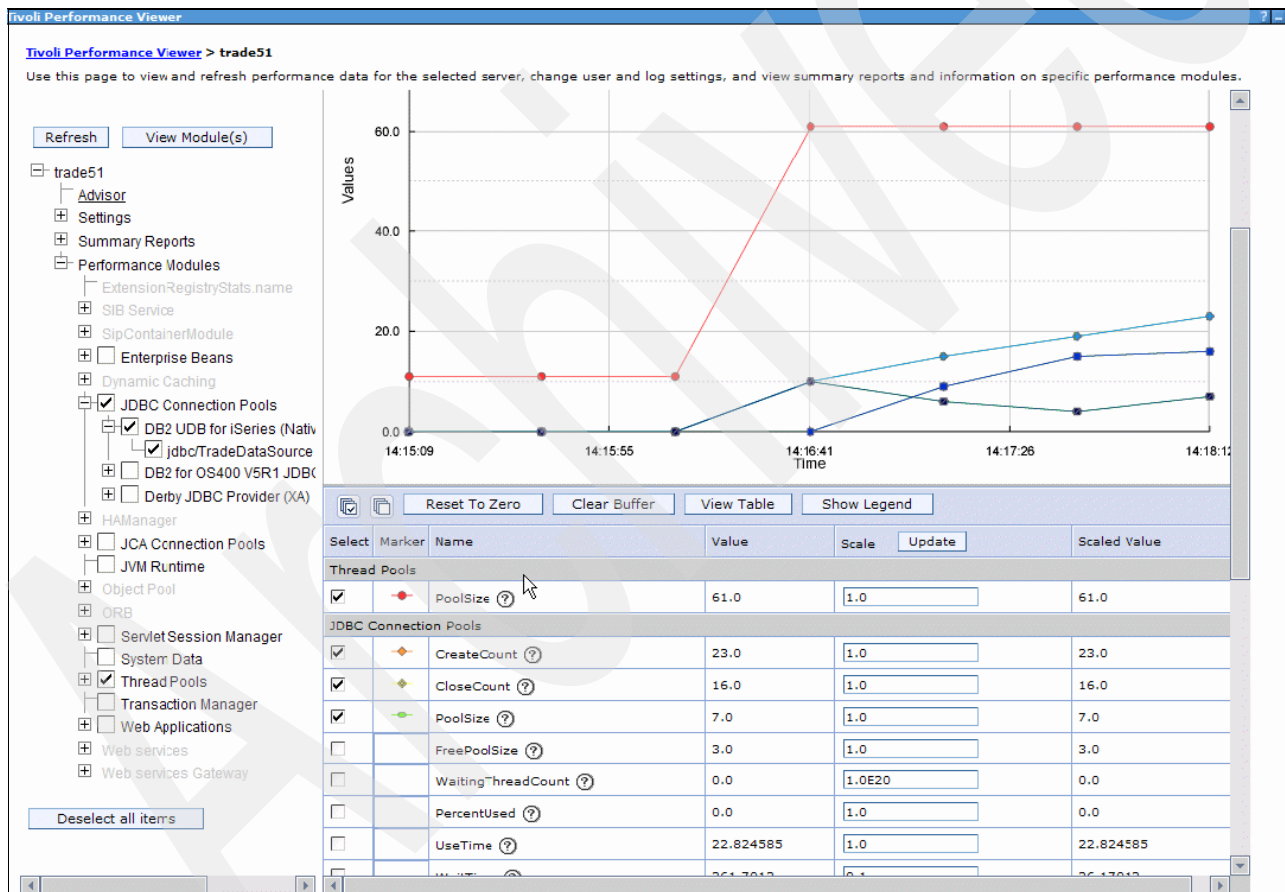 Tivoli Performance Viewer
Tivoli Performance Viewer > trade51
Use this page to view and refresh performance data for the selected server, change user and log settings, and view summary reports and information on specific performance modules.
Refresh View Module(s)
trade51
Advisor
Settings
Summary Reports
Performance Modules
ExtensionRegistryStats.name
SIB Service
SipContainerModule
Enterprise Beans
Dynamic Caching
JDBC Connection Pools
DB2 UDB for iSeries (Nativ
jdbc/TradeDataSource
DB2 for OS400 V5R1 JDB
Derby JDBC Provider (XA)
HAManager
JCA Connection Pools
JVM Runtime
Object Pool
ORB
Servlet Session Manager
System Data
Thread Pools
Transaction Manager
Web Applications
Web services
Web services Gateway
Deselect all items
Values
60.0
40.0
20.0
0.0
14:15:09 14:15:55 14:16:41 14:17:26 14:18:1
Time
Reset To Zero Clear Buffer View Table Show Legend
Select Marker Name Value Scale Update Scaled Value
Thread Pools
PoolSize ? 61.0 1.0 61.0
JDBC Connection Pools
CreateCount ? 23.0 1.0 23.0
CloseCount ? 16.0 1.0 16.0
PoolSize ? 7.0 1.0 7.0
FreePoolSize ? 3.0 1.0 3.0
WaitingThreadCount ? 0.0 1.0E20 0.0
PercentUsed ? 0.0 1.0 0.0
UseTime ? 22.824585 1.0 22.824585